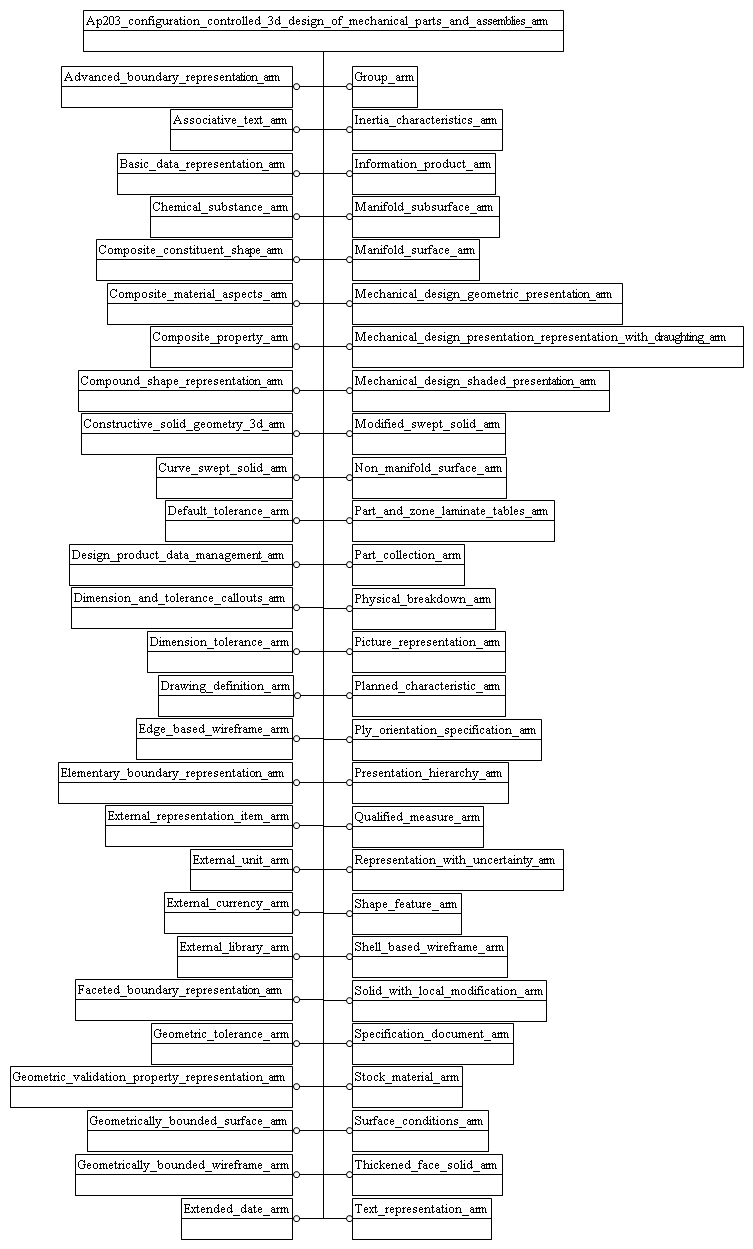 Ap203_configuration_controlled_3d_design_of_mechanical_parts_and_assemblies_arm
Advanced_boundary_representation_arm
Group_arm
Associative_text_arm
Inertia_characteristics_arm
Basic_data_representation_arm
Information_product_arm
Chemical_substance_arm
Manifold_subsurface_arm
Composite_constituent_shape_arm
Manifold_surface_arm
Composite_material_aspects_arm
Mechanical_design_geometric_presentation_arm
Composite_property_arm
Mechanical_design_presentation_representation_with_draughting_arm
Compound_shape_representation_arm
Mechanical_design_shaded_presentation_arm
Constructive_solid_geometry_3d_arm
Modified_swept_solid_arm
Curve_swept_solid_arm
Non_manifold_surface_arm
Default_tolerance_arm
Part_and_zone_laminate_tables_arm
Design_product_data_management_arm
Part_collection_arm
Dimension_and_tolerance_callouts_arm
Physical_breakdown_arm
Dimension_tolerance_arm
Picture_representation_arm
Drawing_definition_arm
Planned_characteristic_arm
Edge_based_wireframe_arm
Ply_orientation_specification_arm
Elementary_boundary_representation_arm
Presentation_hierarchy_arm
External_representation_item_arm
Qualified_measure_arm
External_unit_arm
Representation_with_uncertainty_arm
External_currency_arm
Shape_feature_arm
External_library_arm
Shell_based_wireframe_arm
Faceted_boundary_representation_arm
Solid_with_local_modification_arm
Geometric_tolerance_arm
Specification_document_arm
Geometric_validation_property_representation_arm
Stock_material_arm
Geometrically_bounded_surface_arm
Surface_conditions_arm
Geometrically_bounded_wireframe_arm
Thickened_face_solid_arm
Extended_date_arm
Text_representation_arm